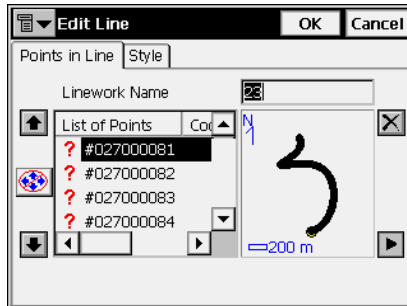 Edit Line OK Cancel
Points in Line Style
Linework Name 23
List of Points Coc
? #027000081
? #027000082
? #027000083
? #027000084
N
200 m